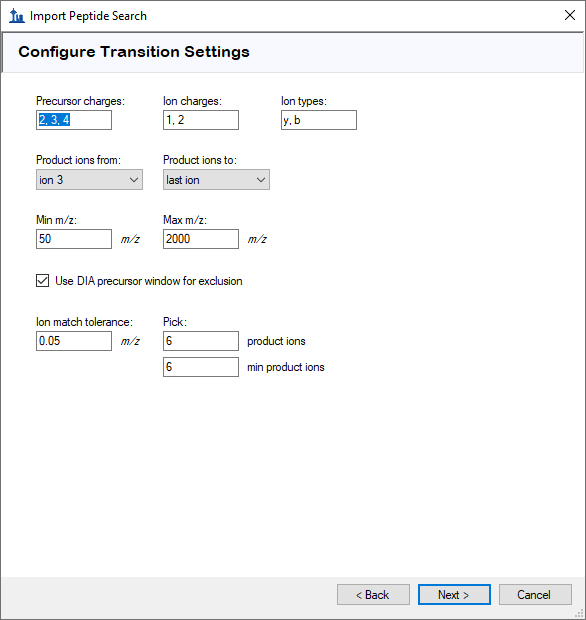 Import Peptide Search
Configure Transition Settings
Precursor charges: Ion charges: Ion types:
2, 3, 4 1, 2 y, b
Product ions from: Product ions to:
ion 3 last ion
Min m/z: Max m/z:
50 m/z 2000 m/z
Use DIA precursor window for exclusion
Ion match tolerance: Pick:
0.05 m/z 6 product ions
6 min product ions
< Back Next > Cancel